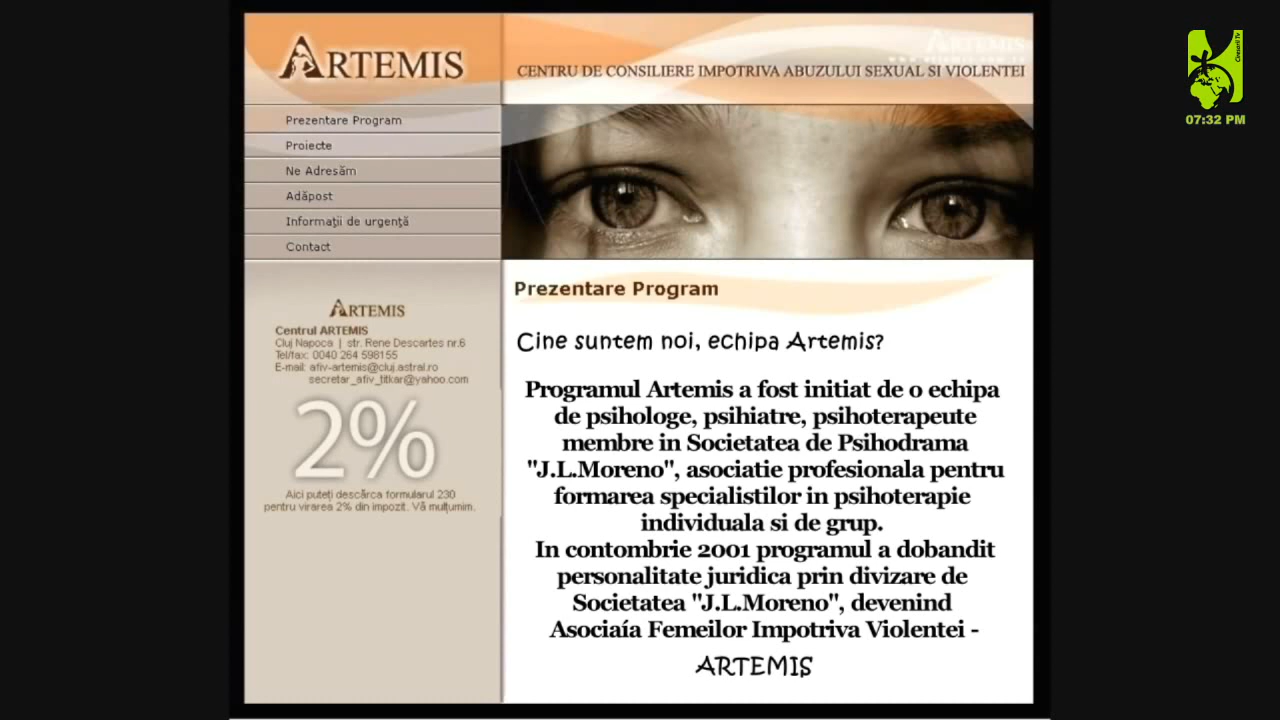 ARTEMIS
CENTRU DE CONSILIERE IMPOTRIVA ABUZULUI SEXUAL SI VIOLENTEI
07:32 PM
Prezentare Program
Proiecte
Ne Adresăm
Adăpost
Informaţii de urgenţă
Contact
ARTEMIS
Centrul ARTEMIS
Cluj Napoca | str. Rene Descartes nr.6
Tel/fax: 0040 264 598155
E-mail: afiv-artemis@cluj.astral.ro
secretar_afiv_titkar@yahoo.com
2%
Aici puteţi descărca formularul 230
pentru virarea 2% din impozit. Vă mulţumim.
Prezentare Program
Cine suntem noi, echipa Artemis?
Programul Artemis a fost initiat de o echipa
de psihologe, psihiatre, psihoterapeute
membre in Societatea de Psihodrama
"J.L.Moreno", asociatie profesionala pentru
formarea specialistilor in psihoterapie
individuala si de grup.
In contombrie 2001 programul a dobandit
personalitate juridica prin divizare de
Societatea "J.L.Moreno", devenind
Asociaía Femeilor Impotriva Violentei -
ARTEMIS